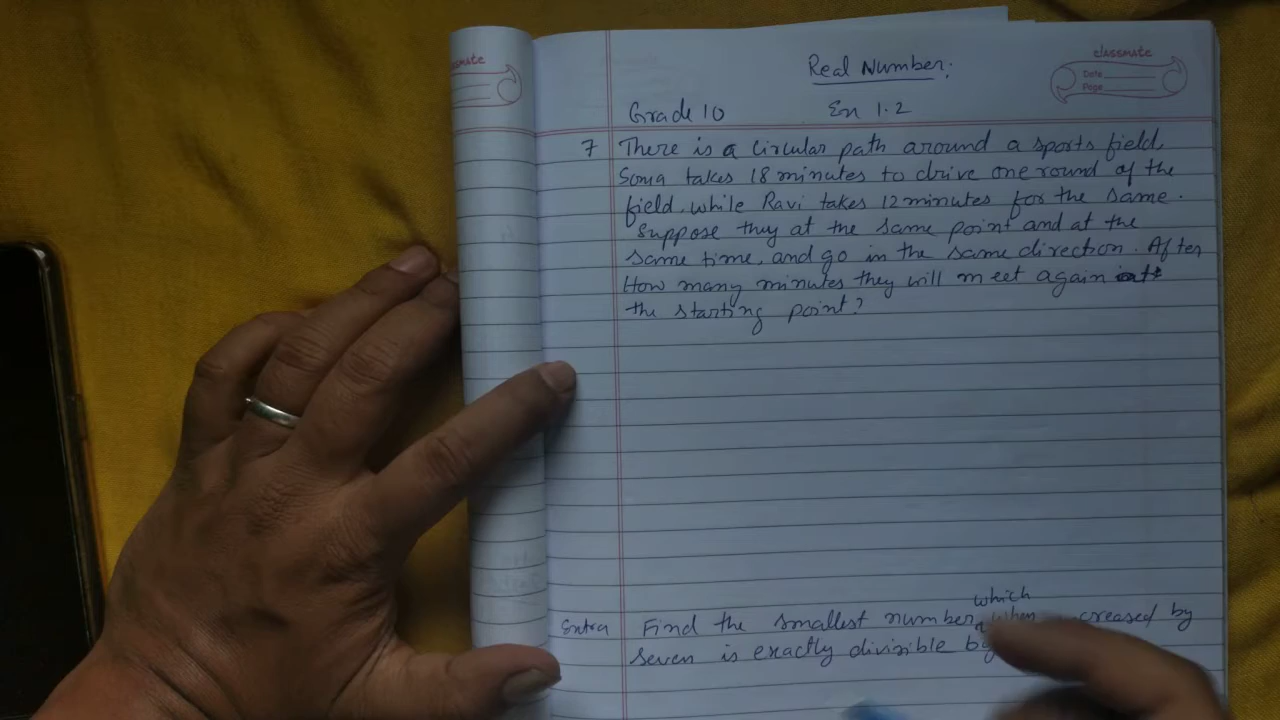 ssmate
classmate
Date
Page
Real Number:
Grade 10 Ex 1.2
7 There is a circular path around a sports field.
Sonia takes 18 minutes to drive one round of the
field, while Ravi takes 12 minutes for the same.
Suppose they at the same point and at the
same time, and go in the same direction. After
How many minutes they will meet again at
the starting point?
which
Extra Find the smallest number when creased by
seven is exactly divisible by